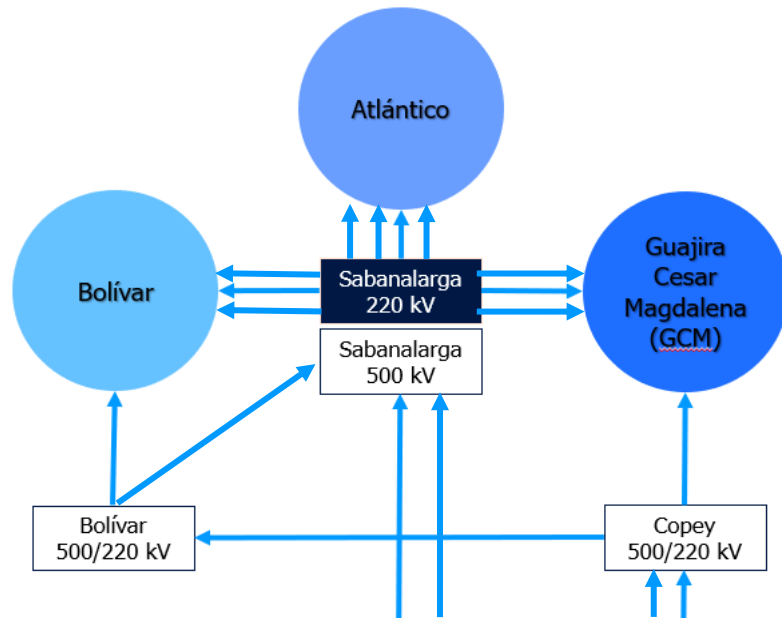 Atlántico
Bolívar
Sabanalarga
220 kV
Guajira
Cesar
Magdalena
(GCM)
Sabanalarga
500 kV
Bolívar
500/220 kV
Copey
500/220 kV